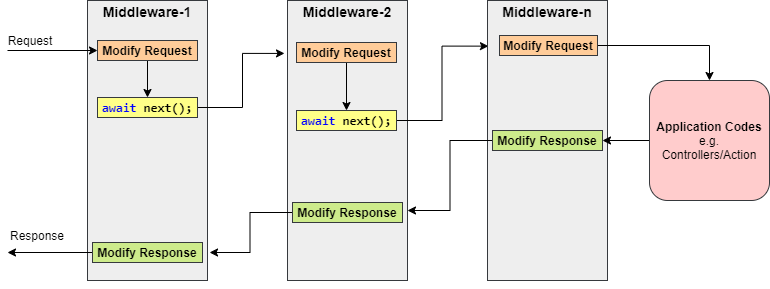 Middleware-1
Middleware-2
Middleware-n
Request
Modify Request
Modify Request
Modify Request
await next();
await next();
Application Codes
e.g.
Controllers/Action
Modify Response
Modify Response
Response
Modify Response